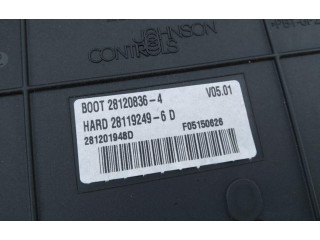 JOHNSON
CONTROLS
BOOT 28120836-4 V05.01
HARD 28119249-6 D
281201948D F05150626